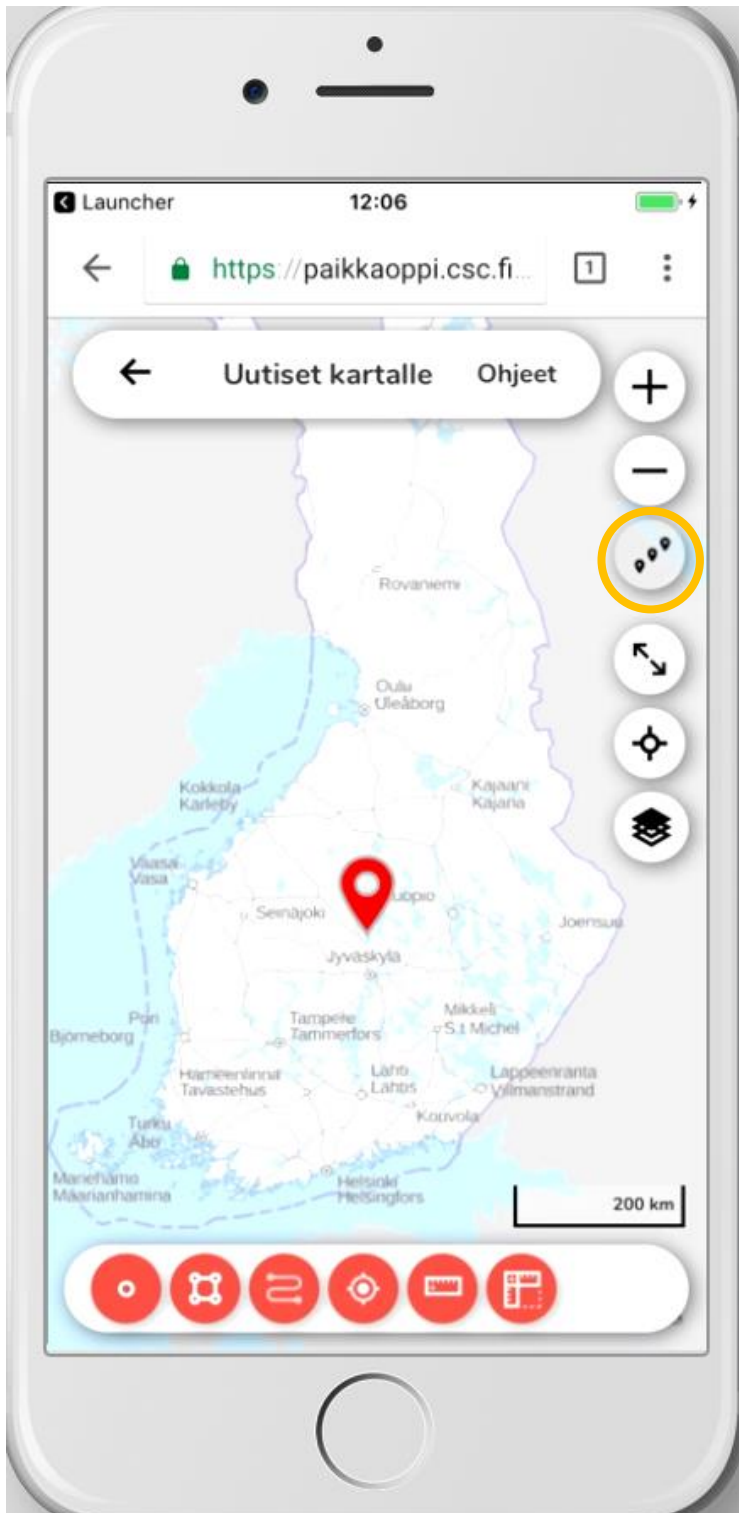 Launcher
12:06
https://paikkaoppi.csc.fi...
1
Uutiset kartalle Ohjeet
Rovaniemi
Oulu
Uleåborg
Kokkola
Karleby
Kajaani
Kajana
Vaasa
Vasa
Seinäjoki
Joensuu
Jyväskylä
Pori
Björneborg
Tampere
Tammerfors
Mikkeli
S:t Michel
Hämeenlinna
Tavastehus
Lahti
Lahtis
Lappeenranta
Villmanstrand
Kouvola
Turku
Åbo
Helsinki
Helsingfors
Mariehamn
Maarianhamina
200 km